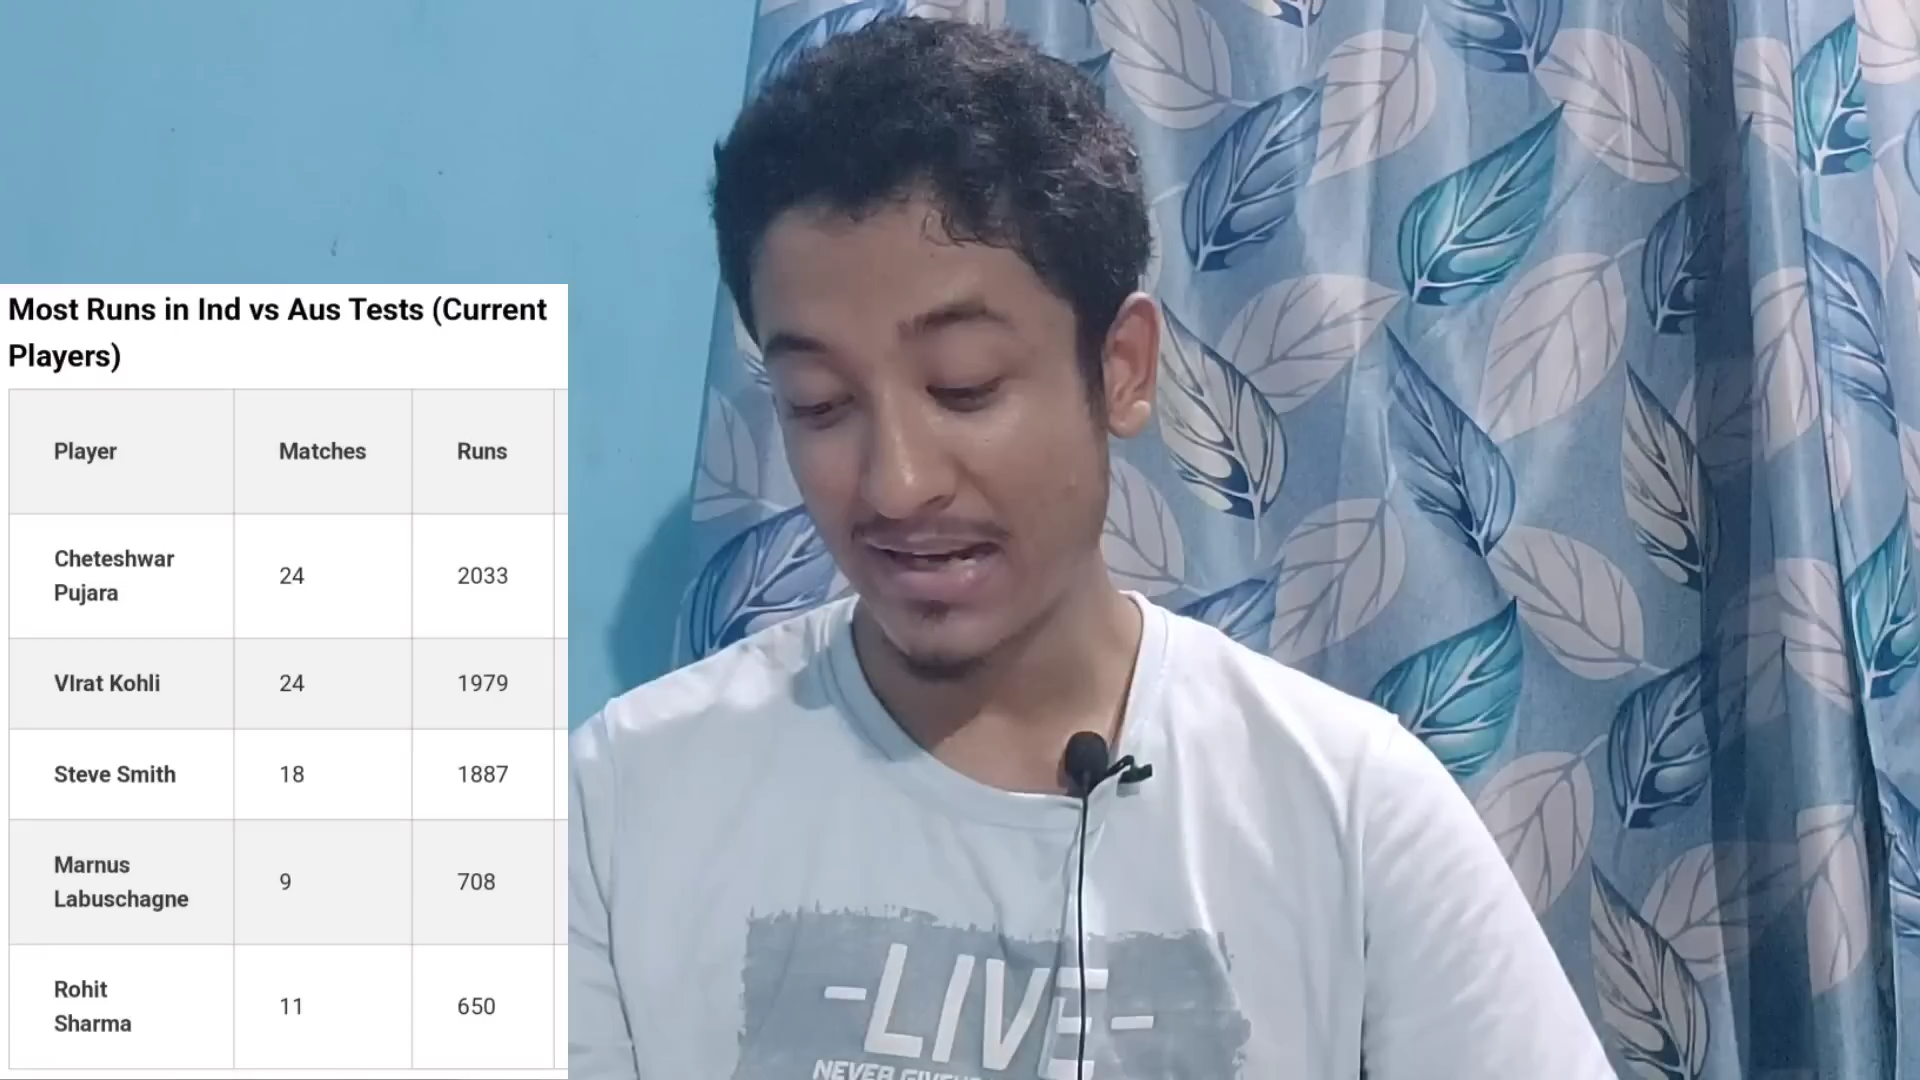 Most Runs in Ind vs Aus Tests (Current
Players)
Player Matches Runs
Cheteshwar
Pujara 24 2033
VIrat Kohli 24 1979
Steve Smith 18 1887
Marnus
Labuschagne 9 708
Rohit
Sharma 11 650
-LIVE-
NEVER